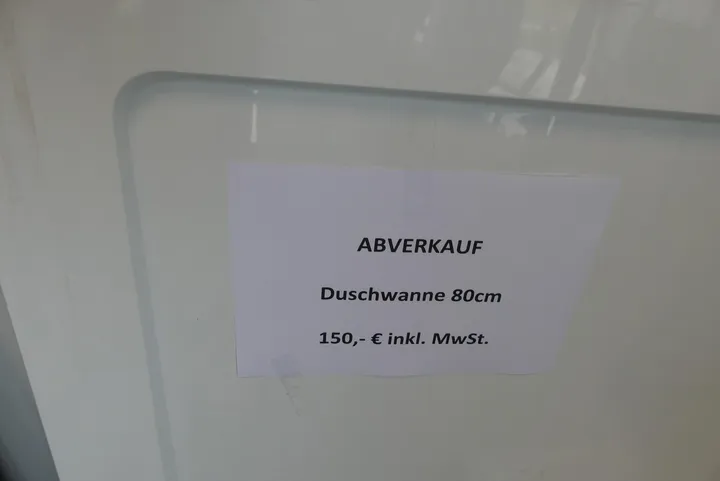 ABVERKAUF
Duschwanne 80cm
150,- € inkl. MwSt.